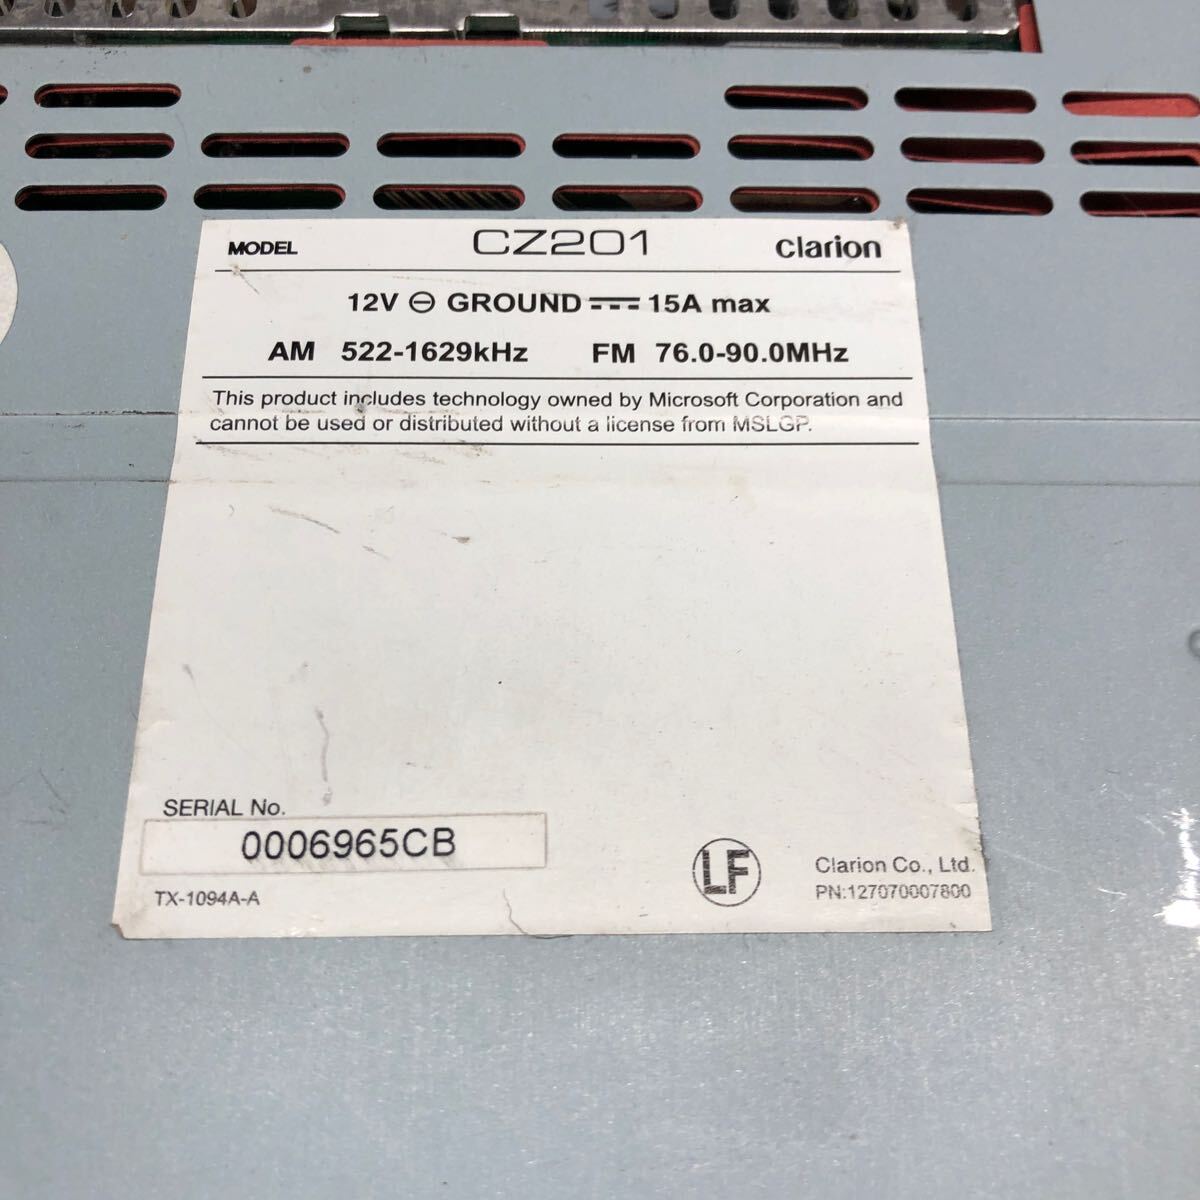 MODEL CZ201 clarion
12V ⊖ GROUND ⎓ 15A max
AM 522-1629kHz FM 76.0-90.0MHz
This product includes technology owned by Microsoft Corporation and
cannot be used or distributed without a license from MSLGP.
SERIAL No.
0006965CB
TX-1094A-A
LF
Clarion Co., Ltd.
PN:127070007800